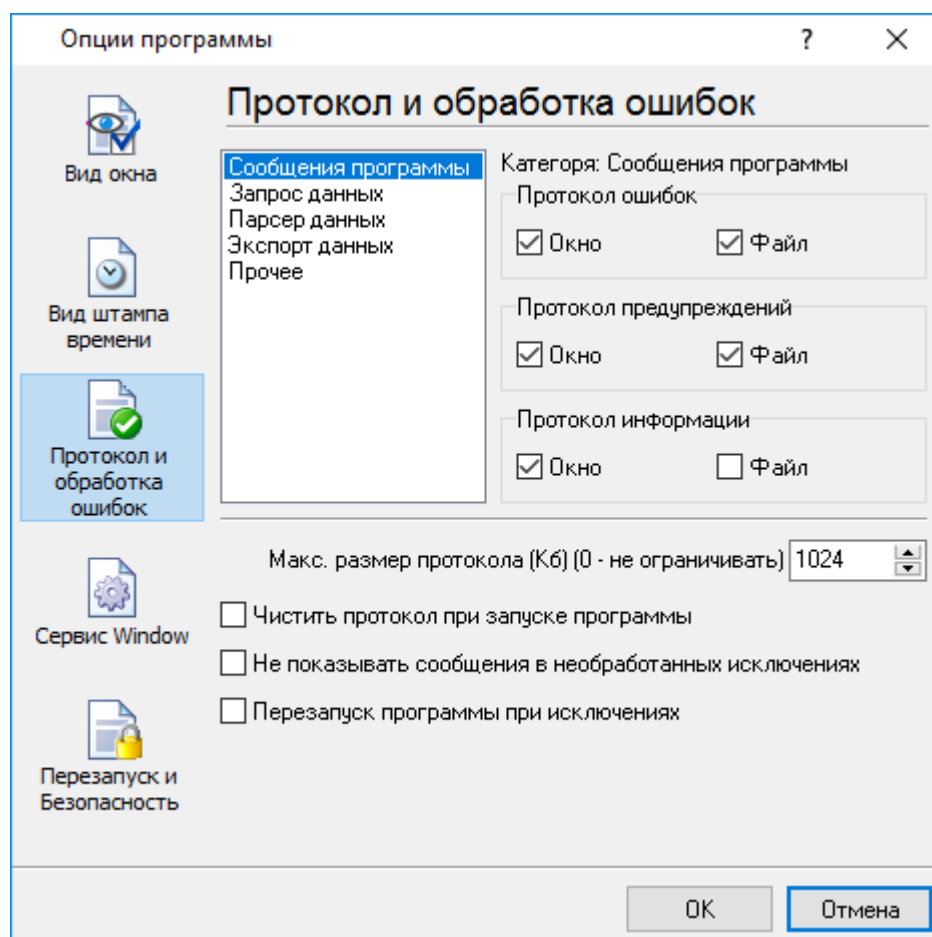 Опции программы
?
Вид окна
Вид штампа
времени
Протокол и
обработка
ошибок
Сервис Window
Перезапуск и
Безопасность
Протокол и обработка ошибок
Сообщения программы
Запрос данных
Парсер данных
Экспорт данных
Прочее
Категоря: Сообщения программы
Протокол ошибок
Окно
Файл
Протокол предупреждений
Окно
Файл
Протокол информации
Окно
Файл
Макс. размер протокола (Кб) (0 - не ограничивать)
1024
Чистить протокол при запуске программы
Не показывать сообщения в необработанных исключениях
Перезапуск программы при исключениях
OK
Отмена